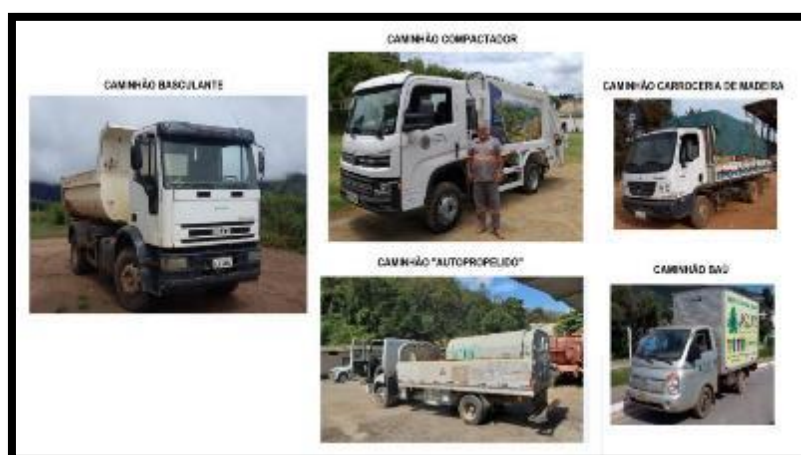 CAMINHÃO COMPACTADOR
CAMINHÃO BASCULANTE
CAMINHÃO CARROCERIA DE MADEIRA
CAMINHÃO "AUTOPROPELIDO"
CAMINHÃO BAÚ